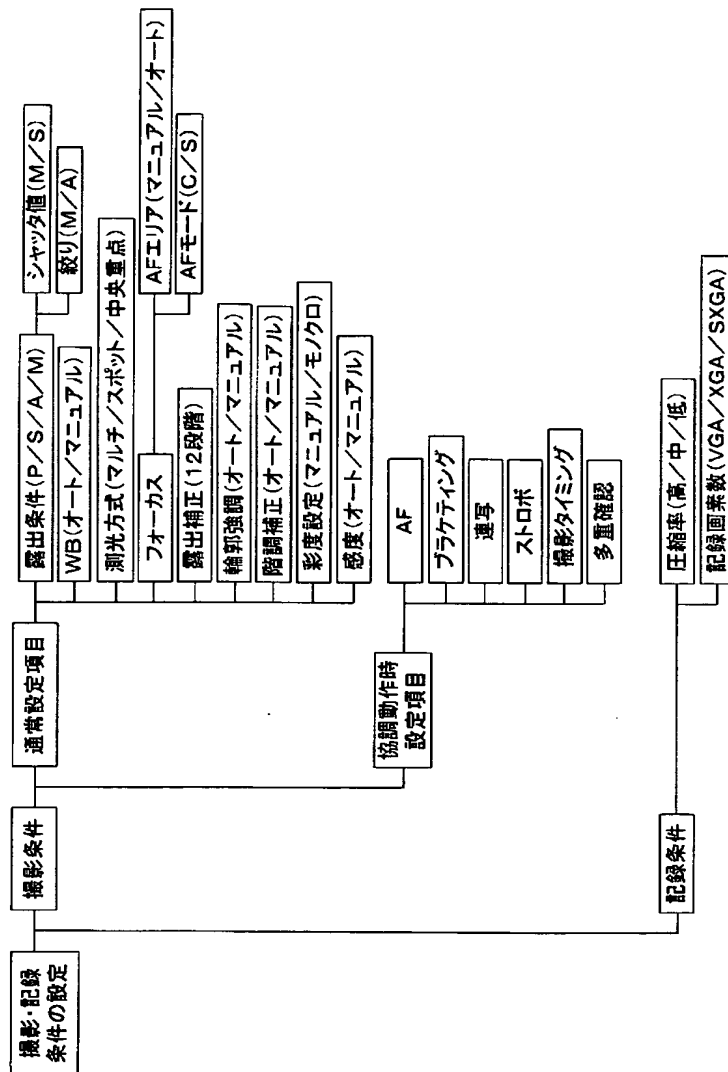 撮影・記録
条件の設定
撮影条件
通常設定項目
露出条件(P/S/A/M)
シャッタ値(M/S)
絞り(M/A)
WB(オート/マニュアル)
測光方式(マルチ/スポット/中央重点)
フォーカス
AFエリア(マニュアル/オート)
AFモード(C/S)
露出補正(12段階)
輪郭強調(オート/マニュアル)
階調補正(オート/マニュアル)
彩度設定(マニュアル/モノクロ)
感度(オート/マニュアル)
協調動作時
設定項目
AF
ブラケティング
連写
ストロボ
撮影タイミング
多重確認
記録条件
圧縮率(高/中/低)
記録画素数(VGA/XGA/SXGA)